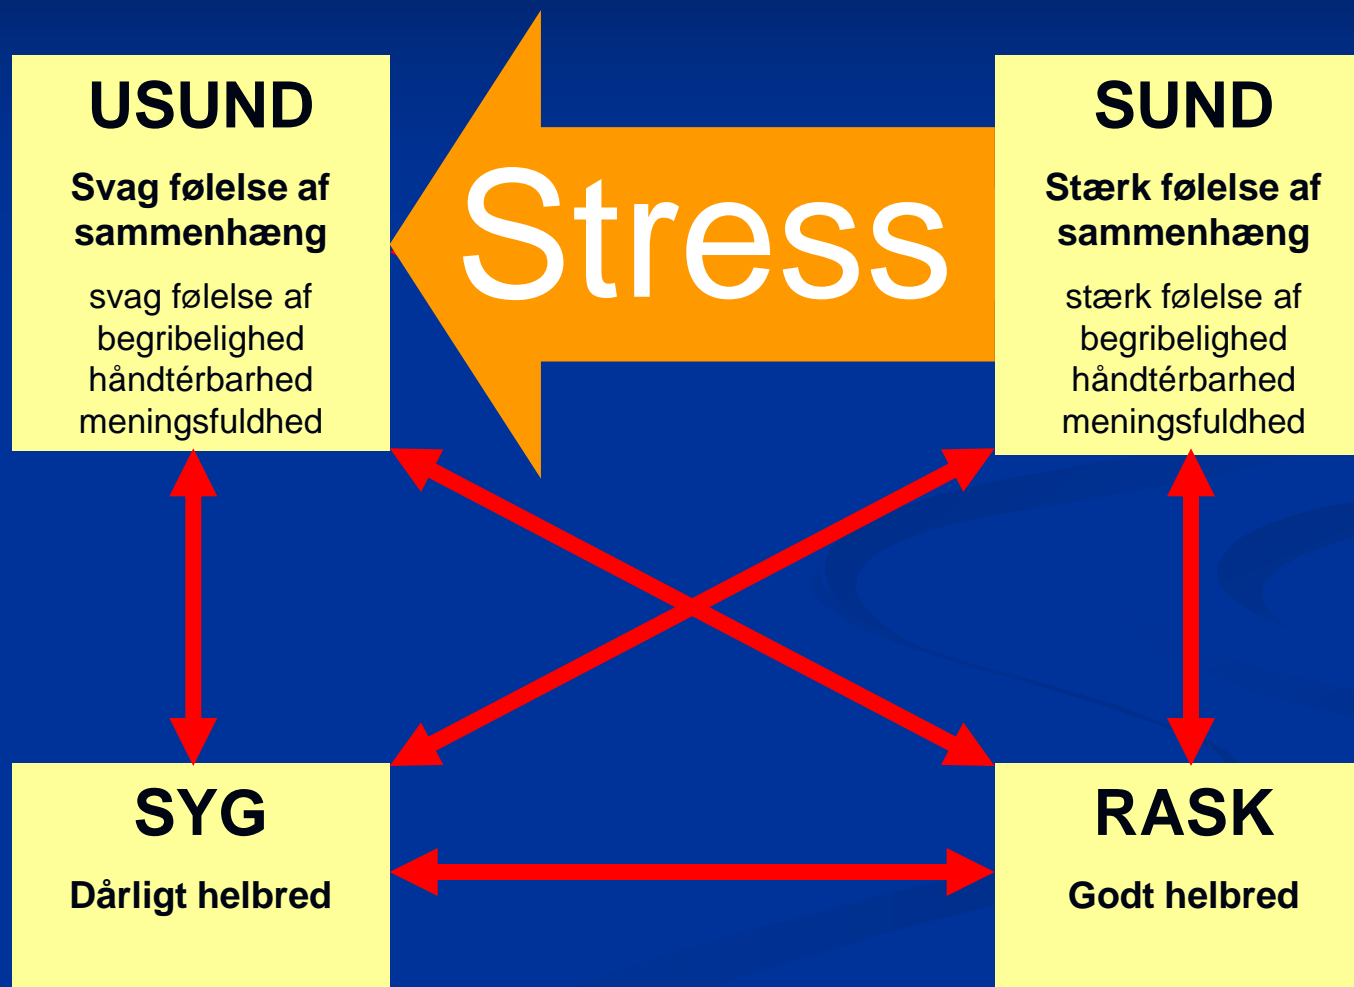 USUND
Svag følelse af
sammenhæng
svag følelse af
begribelighed
håndtérbarhed
meningsfuldhed
Stress
SUND
Stærk følelse af
sammenhæng
stærk følelse af
begribelighed
håndtérbarhed
meningsfuldhed
SYG
Dårligt helbred
RASK
Godt helbred